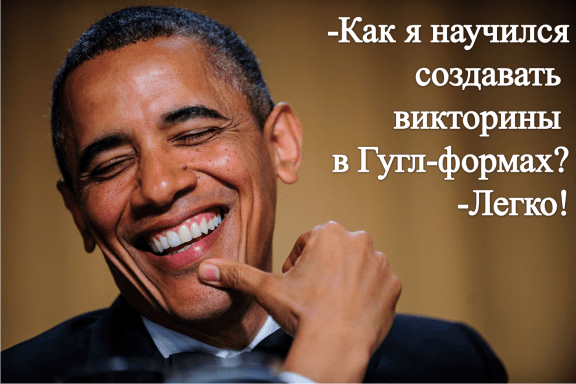 -Как я научился
создавать
викторины
в Гугл-формах?
-Легко!